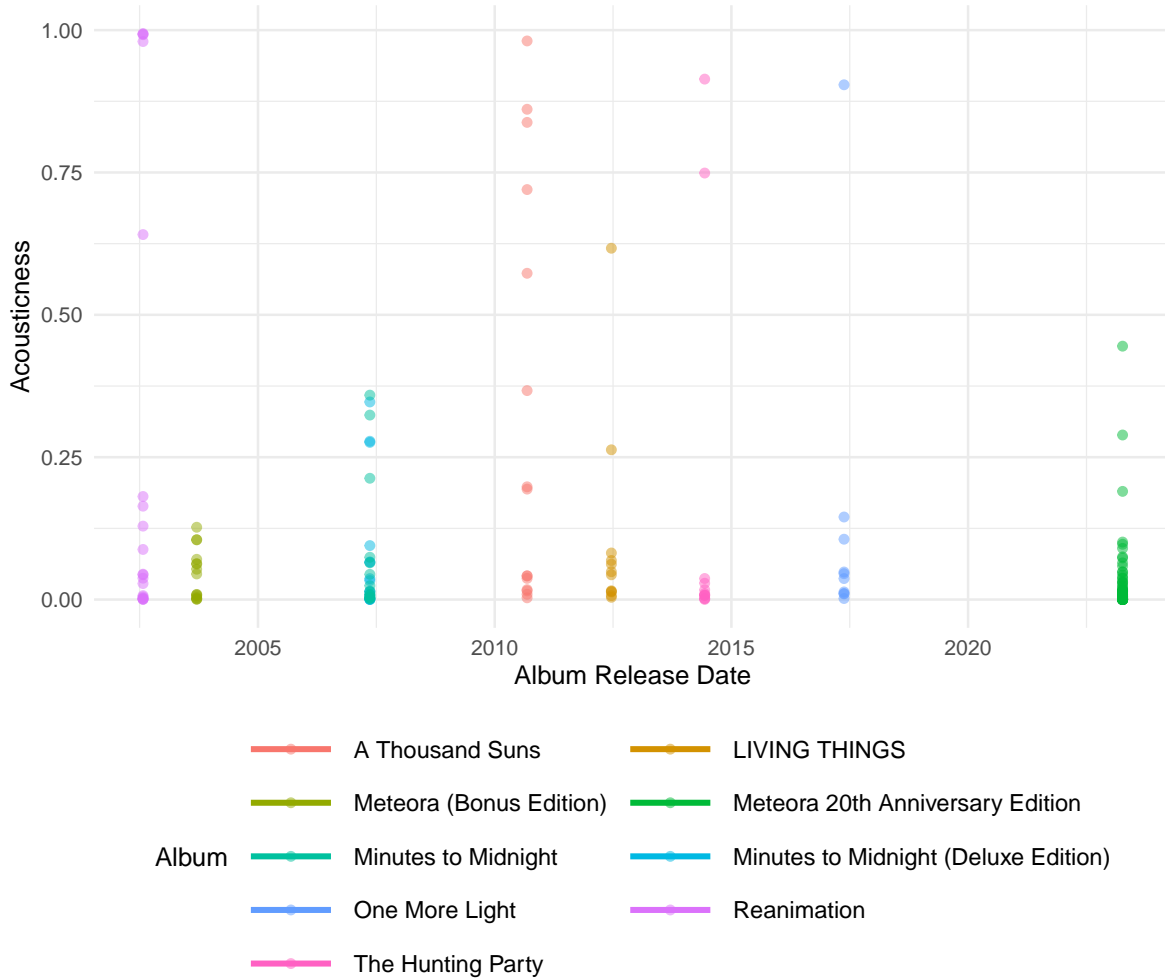 1.00
0.75
0.50
0.25
0.00
Acousticness
2005 2010 2015 2020
Album Release Date
Album
A Thousand Suns LIVING THINGS
Meteora (Bonus Edition) Meteora 20th Anniversary Edition
Minutes to Midnight Minutes to Midnight (Deluxe Edition)
One More Light Reanimation
The Hunting Party